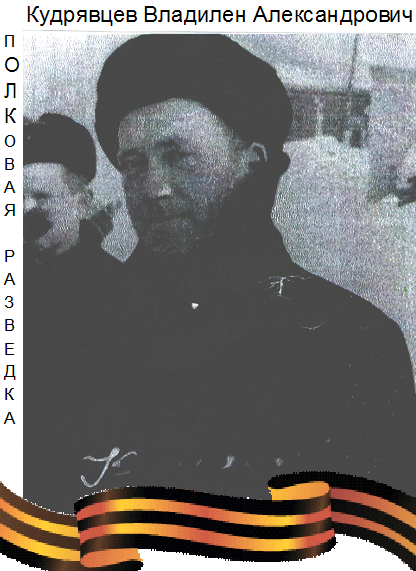 Кудрявцев Владилен Александрович
ПОЛКОВАЯ РАЗВЕДКА